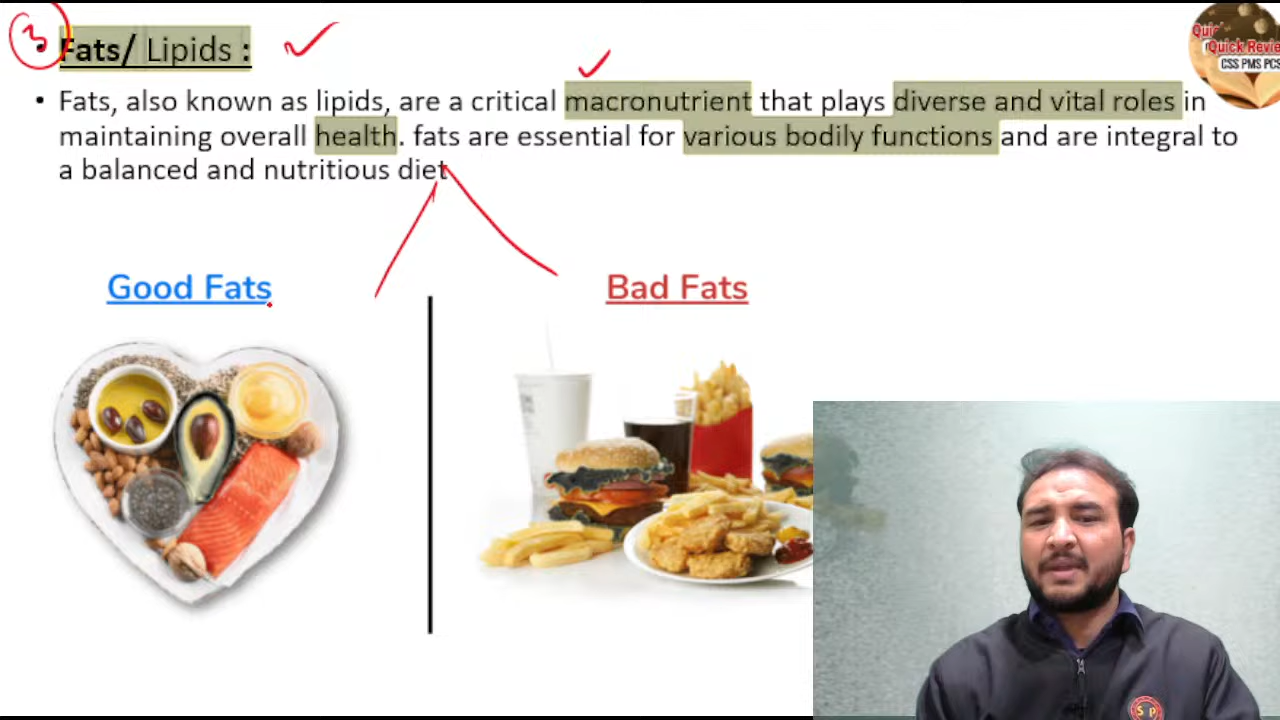 3
• Fats/ Lipids :
Quick Review
CSS PMS PCS
• Fats, also known as lipids, are a critical macronutrient that plays diverse and vital roles in
maintaining overall health. fats are essential for various bodily functions and are integral to
a balanced and nutritious diet
Good Fats
Bad Fats